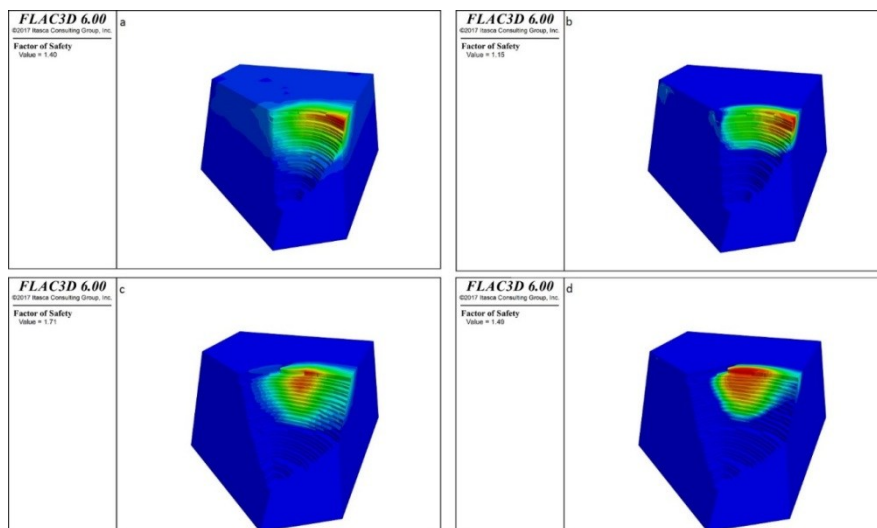 FLAC3D 6.00
©2017 Itasca Consulting Group, Inc.
Factor of Safety
Value = 1.40
a
FLAC3D 6.00
©2017 Itasca Consulting Group, Inc.
Factor of Safety
Value = 1.15
b
FLAC3D 6.00
©2017 Itasca Consulting Group, Inc.
Factor of Safety
Value = 1.71
c
FLAC3D 6.00
©2017 Itasca Consulting Group, Inc.
Factor of Safety
Value = 1.49
d